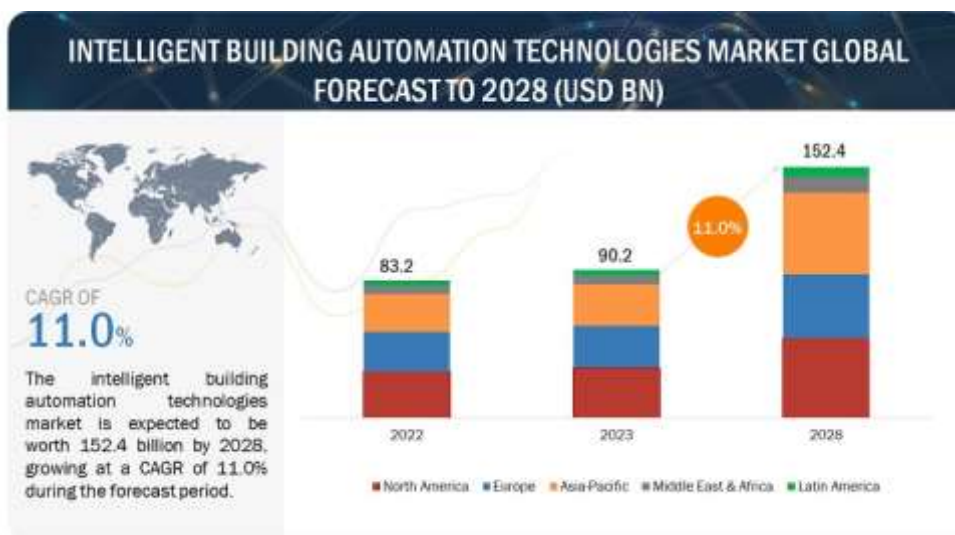 INTELLIGENT BUILDING AUTOMATION TECHNOLOGIES MARKET GLOBAL
FORECAST TO 2028 (USD BN)
CAGR OF
11.0%
The intelligent building
automation technologies
market is expected to be
worth 152.4 billion by 2028,
growing at a CAGR of 11.0%
during the forecast period.
83.2
90.2
11.0%
152.4
2022
2023
2028
North America
Europe
Asia-Pacific
Middle East & Africa
Latin America